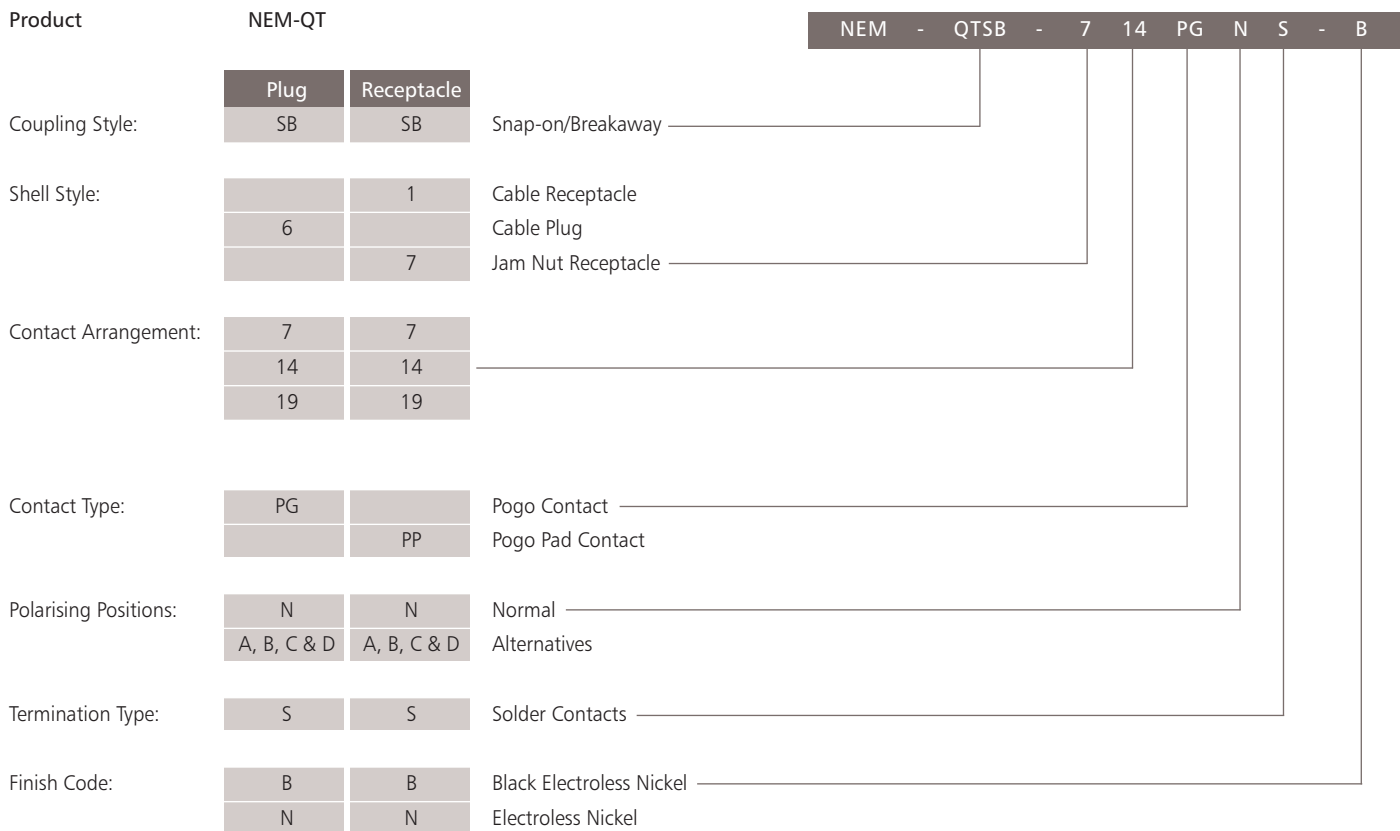 Product NEM-QT NEM - QTSB - 7 14 PG N S - B
Plug Receptacle
Coupling Style: SB SB Snap-on/Breakaway
Shell Style: 1 Cable Receptacle
6 Cable Plug
7 Jam Nut Receptacle
Contact Arrangement: 7 7
14 14
19 19
Contact Type: PG Pogo Contact
PP Pogo Pad Contact
Polarising Positions: N N Normal
A, B, C & D A, B, C & D Alternatives
Termination Type: S S Solder Contacts
Finish Code: B B Black Electroless Nickel
N N Electroless Nickel